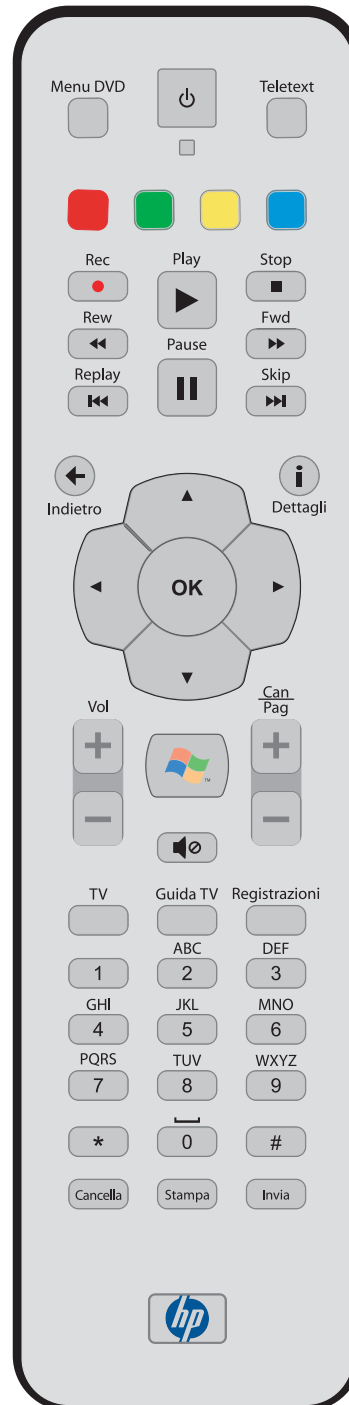 Menu DVD
Teletext
Rec
Play
Stop
Rew
Fwd
Pause
Replay
Skip
Indietro
i
Dettagli
OK
Vol
Can
Pag
+
+
−
−
™
TV
Guida TV
Registrazioni
ABC
DEF
1
2
3
GHI
JKL
MNO
4
5
6
PQRS
TUV
WXYZ
7
8
9
*
0
#
Cancella
Stampa
Invia
hp